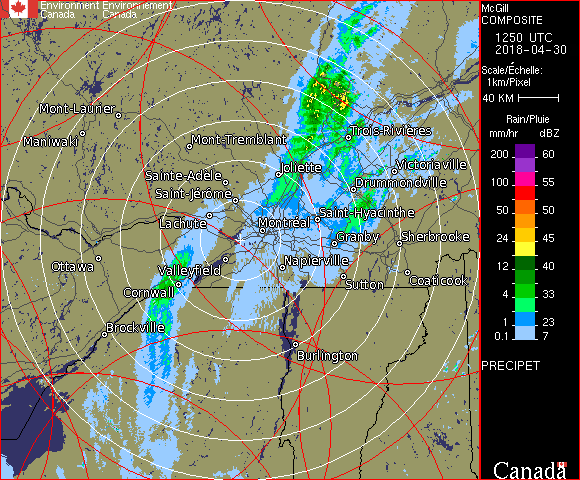 Environment Environnement
Canada Canada
McGill
COMPOSITE
1250 UTC
2018-04-30
Scale/Échelle:
1km/Pixel
40 KM
Rain/Pluie
mm/hr dBZ
200 60
100 55
50 50
24 45
12 40
4 33
1 23
0.1 7
PRECIPET
Canada
Mont-Laurier
Maniwaki
Mont-Tremblant
Trois-Rivières
Joliette
Victoriaville
Sainte-Adèle
Drummondville
Saint-Jérôme
Saint-Hyacinthe
Lachute
Montréal
Granby
Sherbrooke
Ottawa
Valleyfield
Napierville
Sutton
Coaticook
Cornwall
Brockville
Burlington